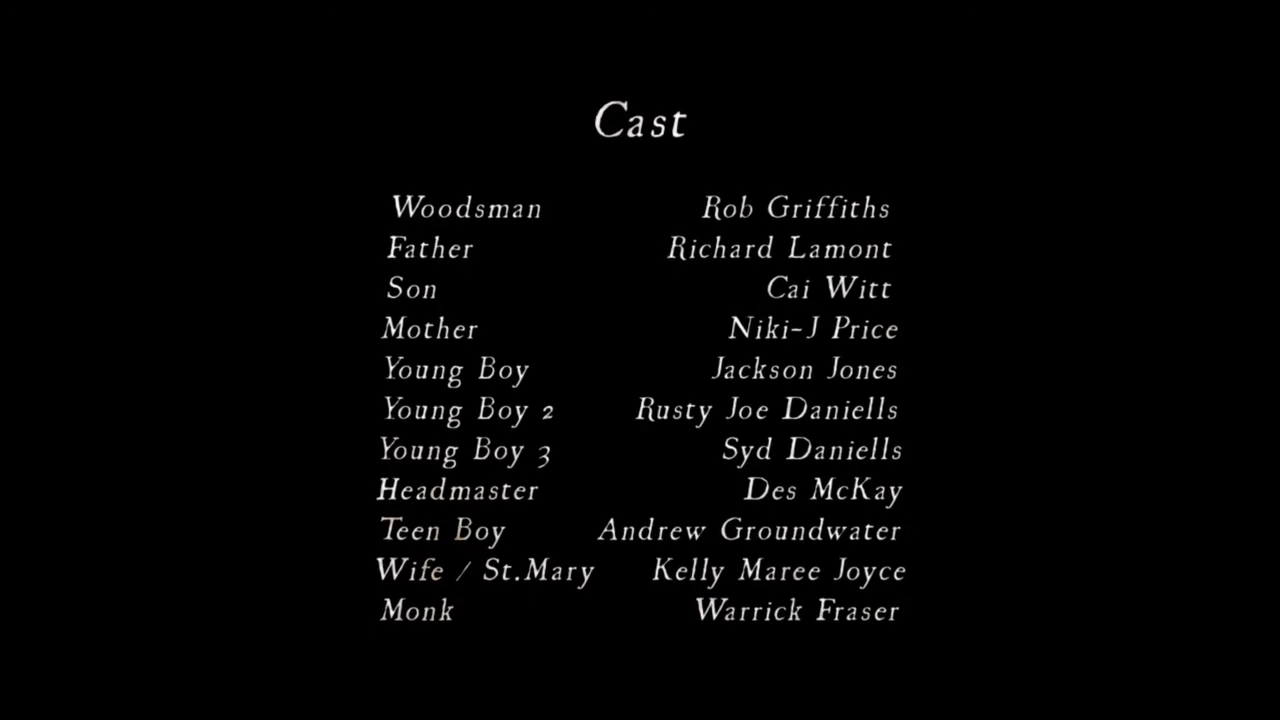 Cast
Woodsman Rob Griffiths
Father Richard Lamont
Son Cai Witt
Mother Niki-J Price
Young Boy Jackson Jones
Young Boy 2 Rusty Joe Daniells
Young Boy 3 Syd Daniells
Headmaster Des McKay
Teen Boy Andrew Groundwater
Wife / St.Mary Kelly Maree Joyce
Monk Warrick Fraser